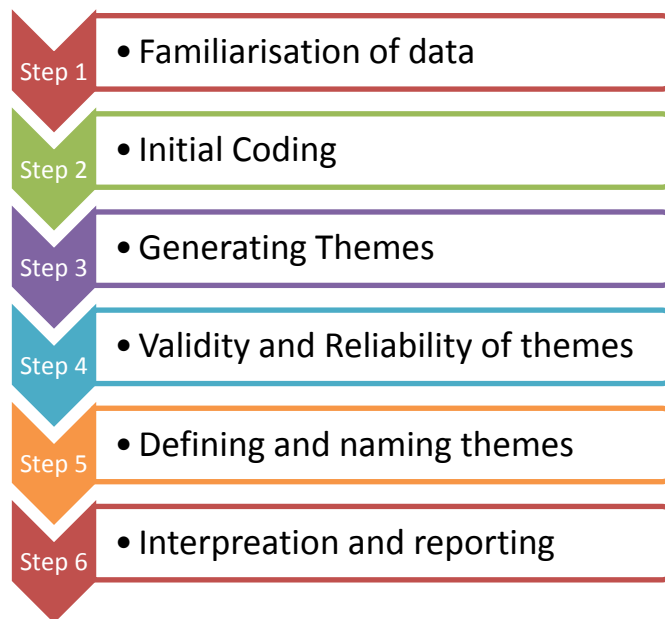 Step 1
• Familiarisation of data
Step 2
• Initial Coding
Step 3
• Generating Themes
Step 4
• Validity and Reliability of themes
Step 5
• Defining and naming themes
Step 6
• Interpreation and reporting